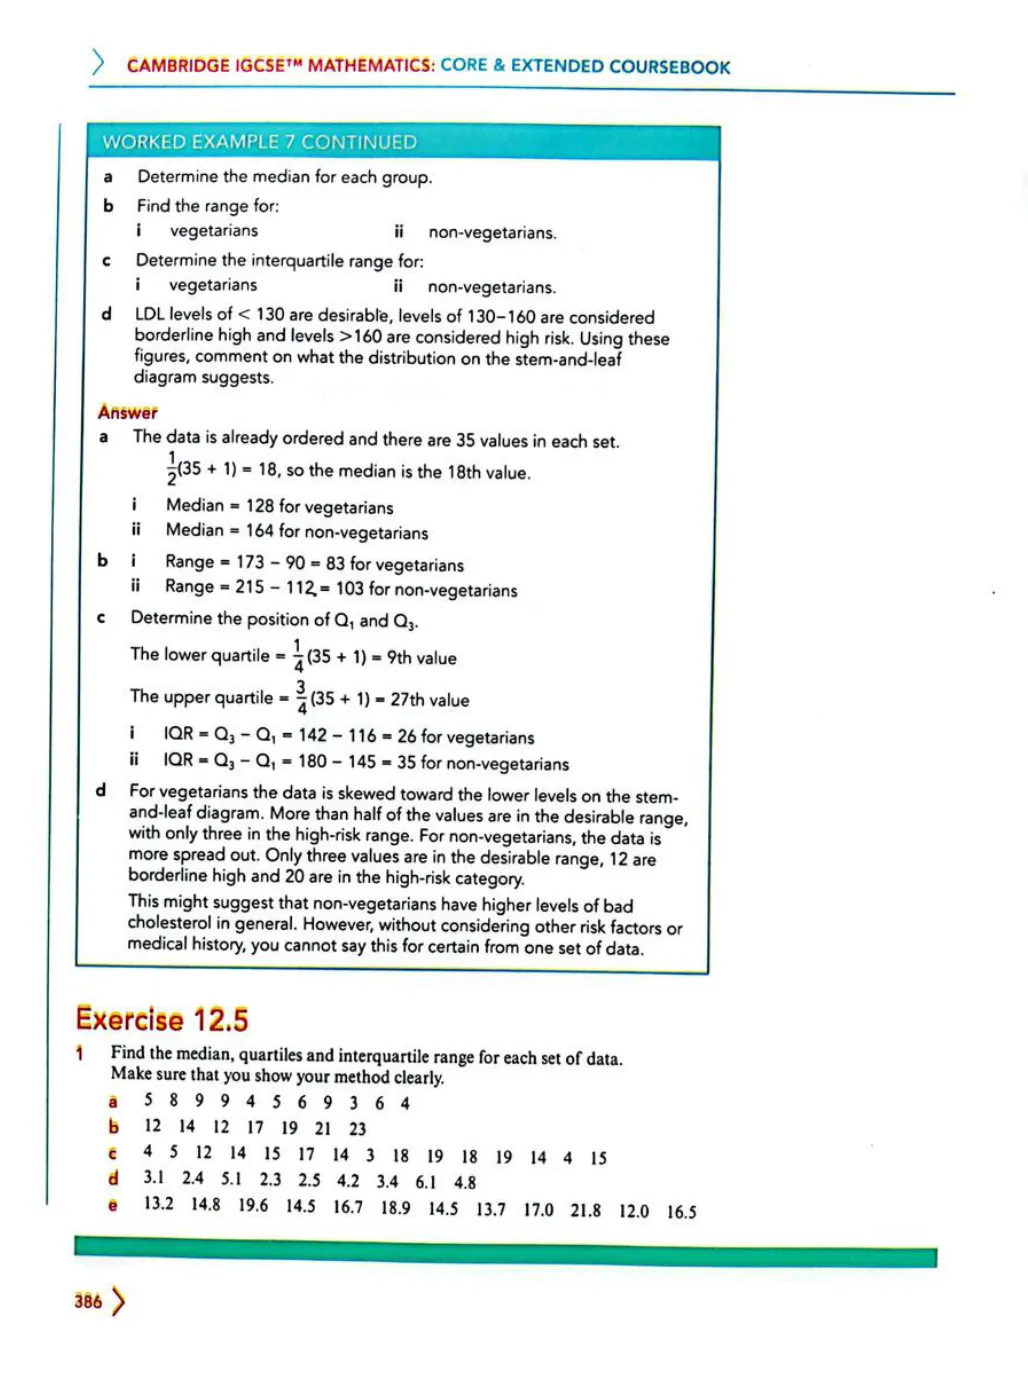 CAMBRIDGE IGCSE™ MATHEMATICS: CORE & EXTENDED COURSEBOOK
WORKED EXAMPLE 7 CONTINUED
a Determine the median for each group.
b Find the range for:
i vegetarians ii non-vegetarians.
c Determine the interquartile range for:
i vegetarians ii non-vegetarians.
d LDL levels of < 130 are desirable, levels of 130–160 are considered
borderline high and levels >160 are considered high risk. Using these
figures, comment on what the distribution on the stem-and-leaf
diagram suggests.
Answer
a The data is already ordered and there are 35 values in each set.
1/2(35 + 1) = 18, so the median is the 18th value.
i Median = 128 for vegetarians
ii Median = 164 for non-vegetarians
b i Range = 173 − 90 = 83 for vegetarians
ii Range = 215 − 112 = 103 for non-vegetarians
c Determine the position of Q₁ and Q₃.
The lower quartile = 1/4 (35 + 1) = 9th value
The upper quartile = 3/4 (35 + 1) = 27th value
i IQR = Q₃ − Q₁ = 142 − 116 = 26 for vegetarians
ii IQR = Q₃ − Q₁ = 180 − 145 = 35 for non-vegetarians
d For vegetarians the data is skewed toward the lower levels on the stem-
and-leaf diagram. More than half of the values are in the desirable range,
with only three in the high-risk range. For non-vegetarians, the data is
more spread out. Only three values are in the desirable range, 12 are
borderline high and 20 are in the high-risk category.
This might suggest that non-vegetarians have higher levels of bad
cholesterol in general. However, without considering other risk factors or
medical history, you cannot say this for certain from one set of data.
Exercise 12.5
1 Find the median, quartiles and interquartile range for each set of data.
Make sure that you show your method clearly.
a 5 8 9 9 4 5 6 9 3 6 4
b 12 14 12 17 19 21 23
c 4 5 12 14 15 17 14 3 18 19 18 19 14 4 15
d 3.1 2.4 5.1 2.3 2.5 4.2 3.4 6.1 4.8
e 13.2 14.8 19.6 14.5 16.7 18.9 14.5 13.7 17.0 21.8 12.0 16.5
386